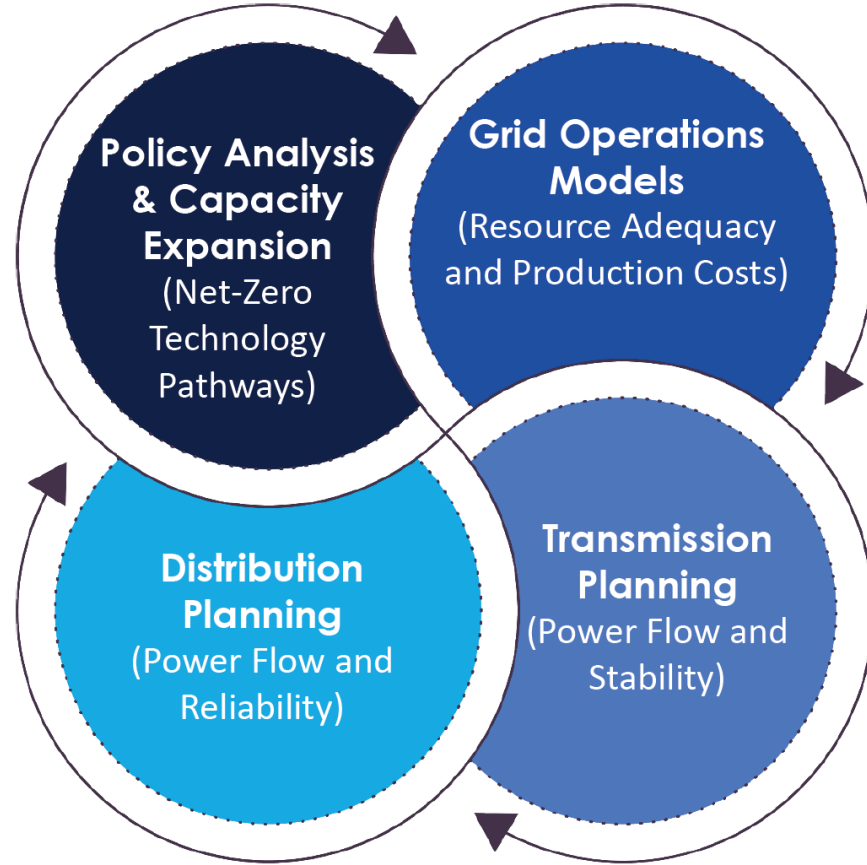 Policy Analysis
& Capacity
Expansion
(Net-Zero
Technology
Pathways)
Grid Operations
Models
(Resource Adequacy
and Production Costs)
Distribution
Planning
(Power Flow and
Reliability)
Transmission
Planning
(Power Flow and
Stability)